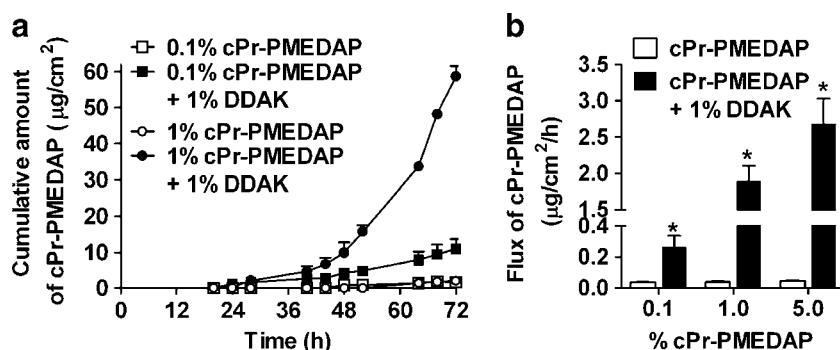 a
0.1% cPr-PMEDAP
0.1% cPr-PMEDAP
+ 1% DDAK
1% cPr-PMEDAP
1% cPr-PMEDAP
+ 1% DDAK
Cumulative amount
of cPr-PMEDAP (μg/cm²)
60
50
40
30
20
10
0
0 12 24 36 48 60 72
Time (h)
b
cPr-PMEDAP
cPr-PMEDAP
+ 1% DDAK
Flux of cPr-PMEDAP
(μg/cm²/h)
3.5
3.0
2.5
2.0
1.5
0.4
0.2
0.0
* * *
0.1 1.0 5.0
% cPr-PMEDAP